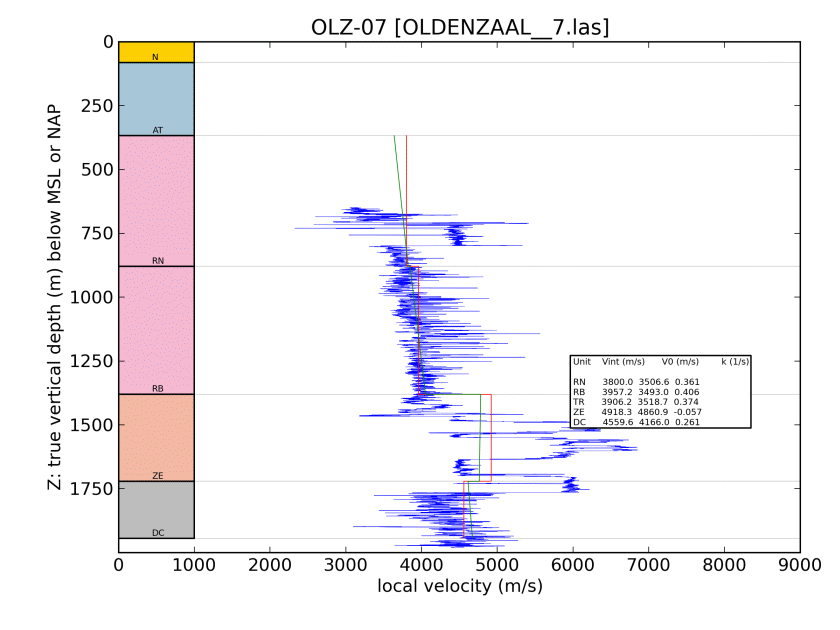 OLZ-07 [OLDENZAAL__7.las]
Z: true vertical depth (m) below MSL or NAP
0
250
500
750
1000
1250
1500
1750
N
AT
RN
RB
ZE
DC
Unit Vint (m/s) V0 (m/s) k (1/s)
RN 3800.0 3506.6 0.361
RB 3957.2 3493.0 0.406
TR 3906.2 3518.7 0.374
ZE 4918.3 4860.9 -0.057
DC 4559.6 4166.0 0.261
0 1000 2000 3000 4000 5000 6000 7000 8000 9000
local velocity (m/s)